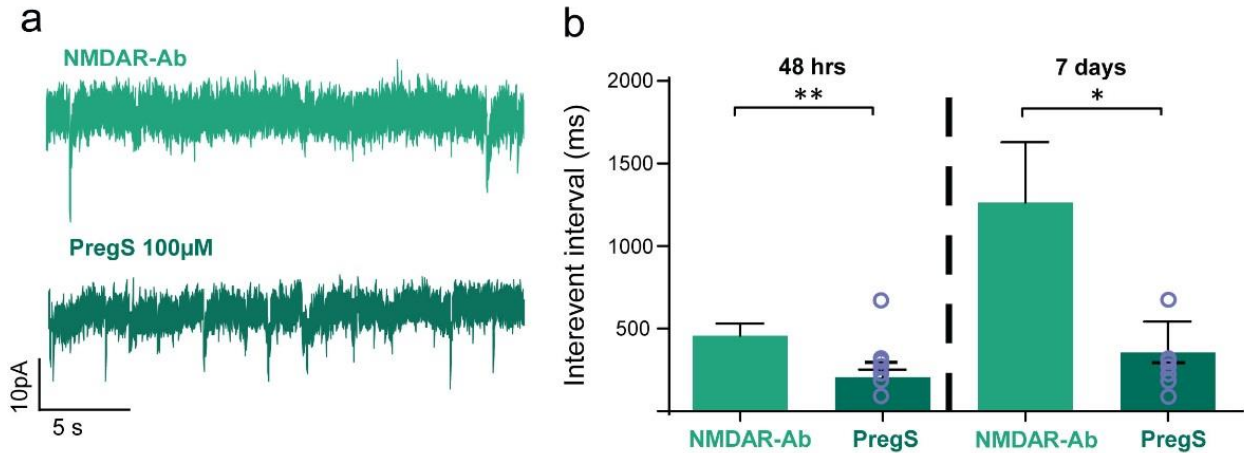 a
NMDAR-Ab
PregS 100µM
10pA
5 s
b
48 hrs
7 days
**
*
Interevent interval (ms)
2000
1500
1000
500
NMDAR-Ab
PregS
NMDAR-Ab
PregS